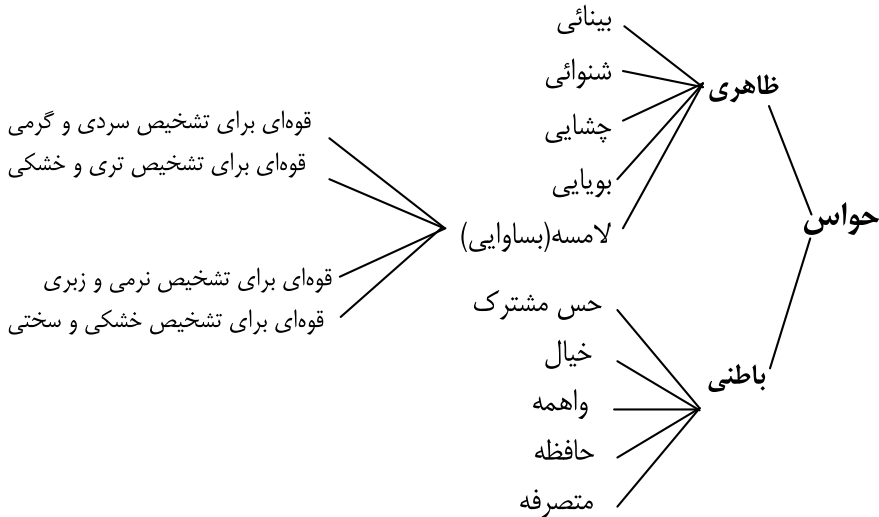 حواس
ظاهری
بینائی
شنوائی
چشایی
بویایی
لامسه(بساوایی)
قوه‌ای برای تشخیص سردی و گرمی
قوه‌ای برای تشخیص تری و خشکی
قوه‌ای برای تشخیص نرمی و زبری
قوه‌ای برای تشخیص خشکی و سختی
باطنی
حس مشترک
خیال
واهمه
حافظه
متصرفه